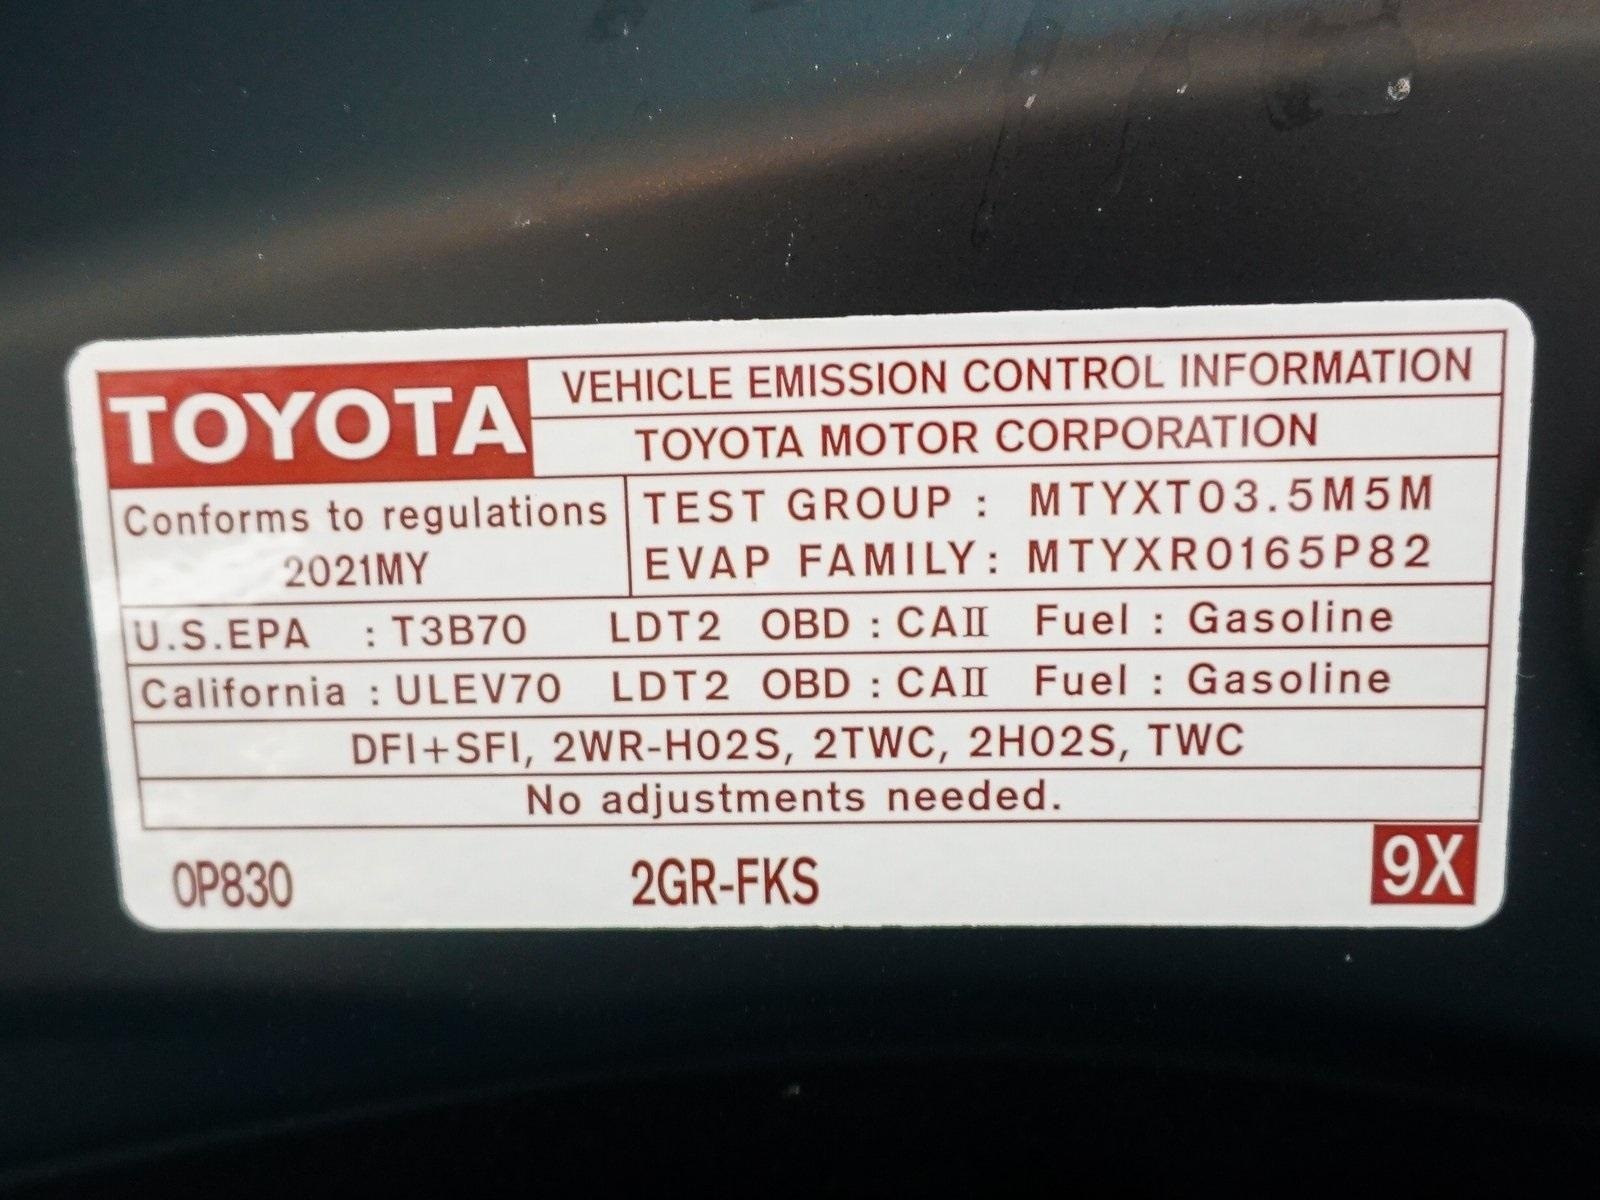 TOYOTA
VEHICLE EMISSION CONTROL INFORMATION
TOYOTA MOTOR CORPORATION
Conforms to regulations
2021MY
TEST GROUP : MTYXT03.5M5M
EVAP FAMILY: MTYXR0165P82
U.S.EPA : T3B70 LDT2 OBD : CAII Fuel : Gasoline
California : ULEV70 LDT2 OBD : CAII Fuel : Gasoline
DFI+SFI, 2WR-HO2S, 2TWC, 2HO2S, TWC
No adjustments needed.
0P830 2GR-FKS 9X